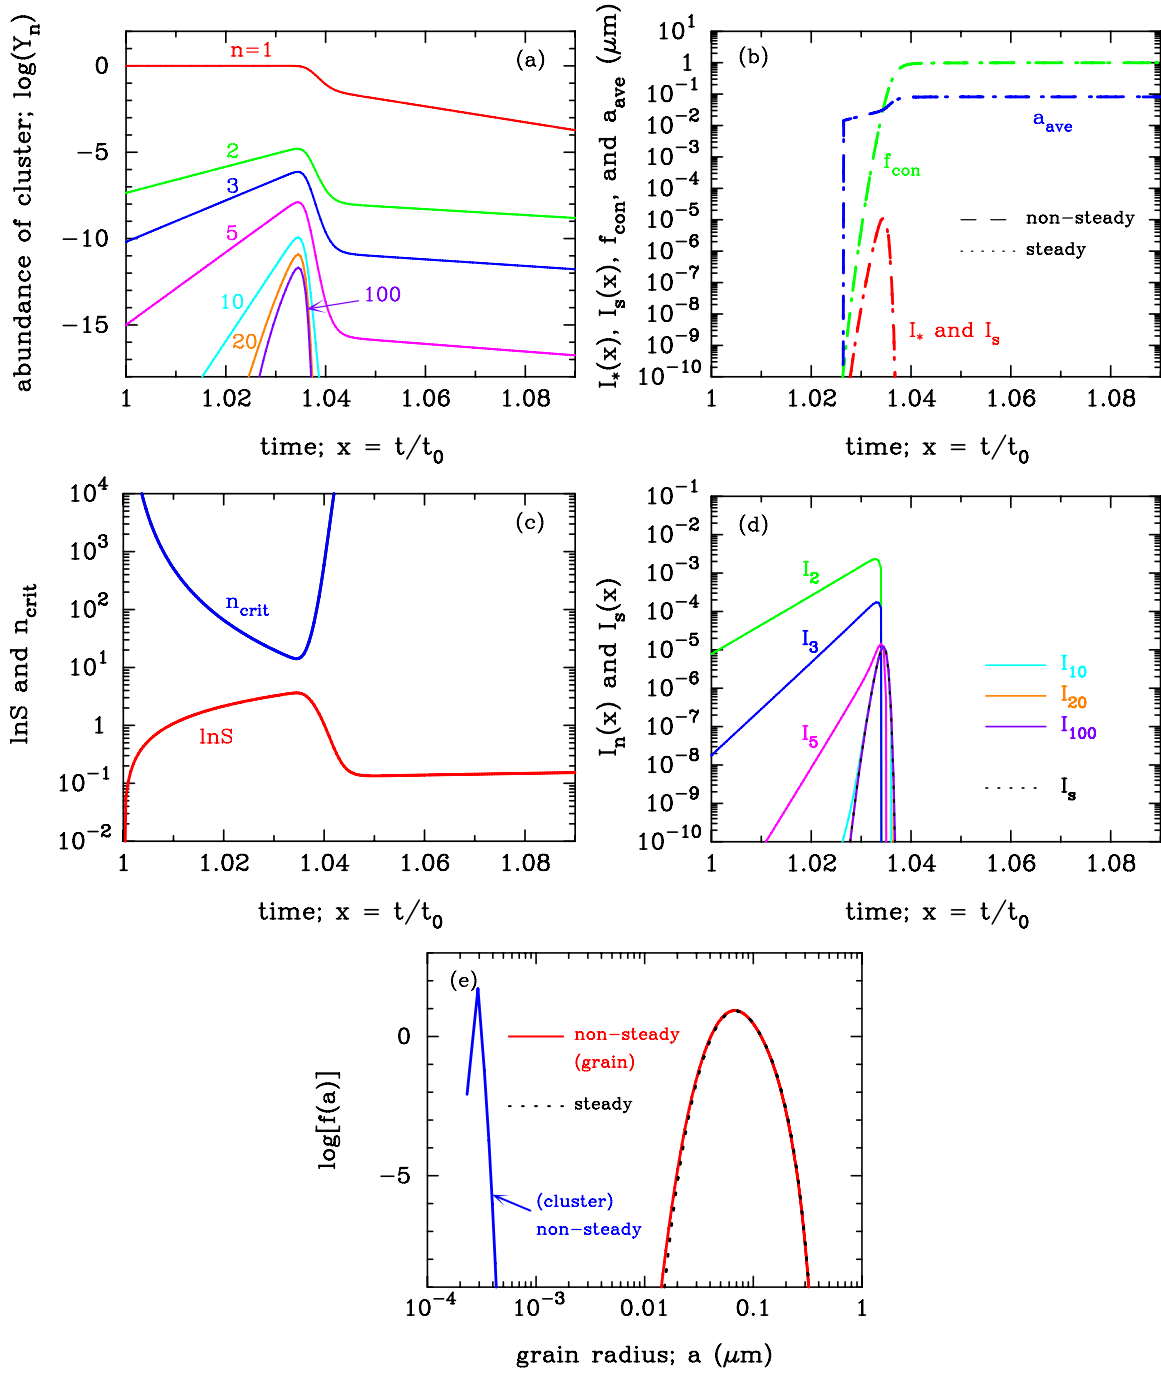 abundance of cluster; log(Yn)
(a)
n=1
2
3
5
10
20
100
0
−5
−10
−15
1 1.02 1.04 1.06 1.08
time; x = t/t0
I*(x), Is(x), fcon, and aave (μm)
(b)
10^1
1
10^−1
10^−2
10^−3
10^−4
10^−5
10^−6
10^−7
10^−8
10^−9
10^−10
aave
fcon
non−steady
steady
I* and Is
1 1.02 1.04 1.06 1.08
time; x = t/t0
lnS and ncrit
(c)
10^4
10^3
10^2
10^1
1
10^−1
10^−2
ncrit
lnS
1 1.02 1.04 1.06 1.08
time; x = t/t0
In(x) and Is(x)
(d)
10^−1
10^−2
10^−3
10^−4
10^−5
10^−6
10^−7
10^−8
10^−9
10^−10
I2
I3
I5
I10
I20
I100
Is
1 1.02 1.04 1.06 1.08
time; x = t/t0
log[f(a)]
(e)
0
−5
non−steady
(grain)
steady
(cluster)
non−steady
10^−4 10^−3 0.01 0.1 1
grain radius; a (μm)